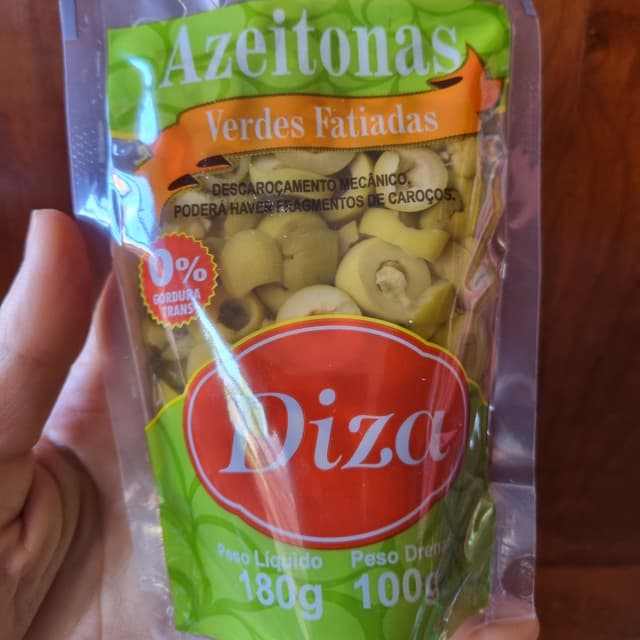 Azeitonas
Verdes Fatiadas
DESCAROÇAMENTO MECÂNICO,
PODERÁ HAVER FRAGMENTOS DE CAROÇOS.
0%
GORDURA
TRANS
Diza
Peso Líquido Peso Dren
180g 100g